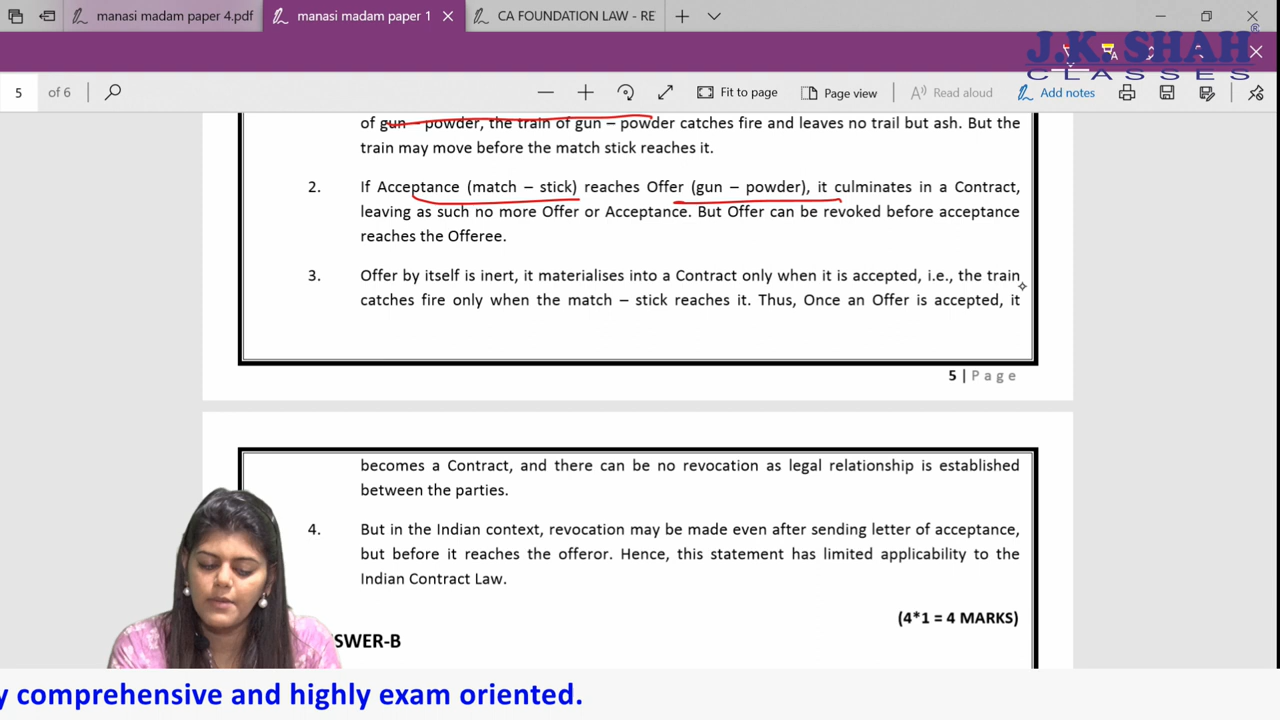 manasi madam paper 4.pdf
manasi madam paper 1
CA FOUNDATION LAW - RE
J.K. SHAH®
CLASSES
5 of 6
Fit to page
Page view
Read aloud
Add notes
of gun – powder, the train of gun – powder catches fire and leaves no trail but ash. But the
train may move before the match stick reaches it.
2. If Acceptance (match – stick) reaches Offer (gun – powder), it culminates in a Contract,
leaving as such no more Offer or Acceptance. But Offer can be revoked before acceptance
reaches the Offeree.
3. Offer by itself is inert, it materialises into a Contract only when it is accepted, i.e., the train
catches fire only when the match – stick reaches it. Thus, Once an Offer is accepted, it
5 | Page
becomes a Contract, and there can be no revocation as legal relationship is established
between the parties.
4. But in the Indian context, revocation may be made even after sending letter of acceptance,
but before it reaches the offeror. Hence, this statement has limited applicability to the
Indian Contract Law.
(4*1 = 4 MARKS)
SWER-B
y comprehensive and highly exam oriented.